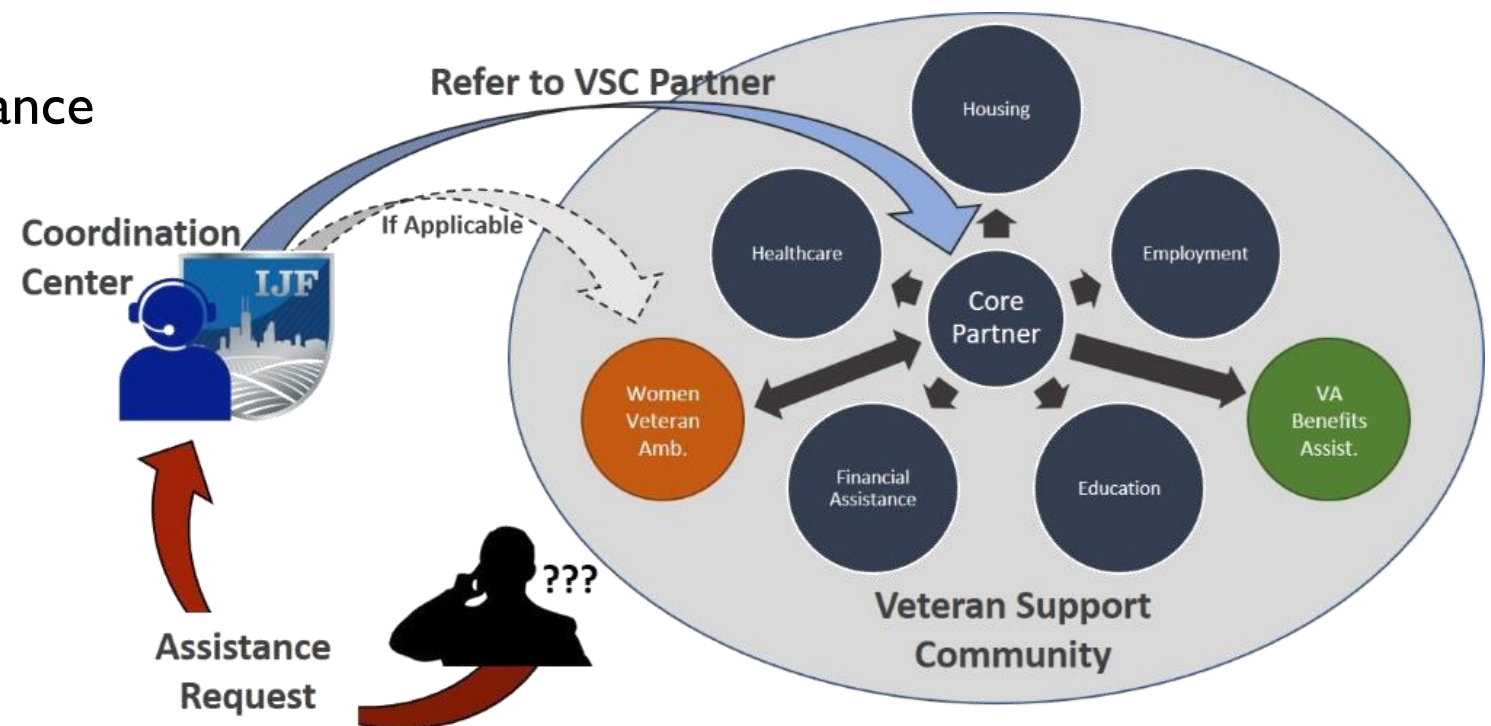 ance
Refer to VSC Partner
Housing
Coordination
Center
If Applicable
IJF
Healthcare
Employment
Core
Partner
Women
Veteran
Amb.
VA
Benefits
Assist.
Financial
Assistance
Education
???
Veteran Support
Community
Assistance
Request